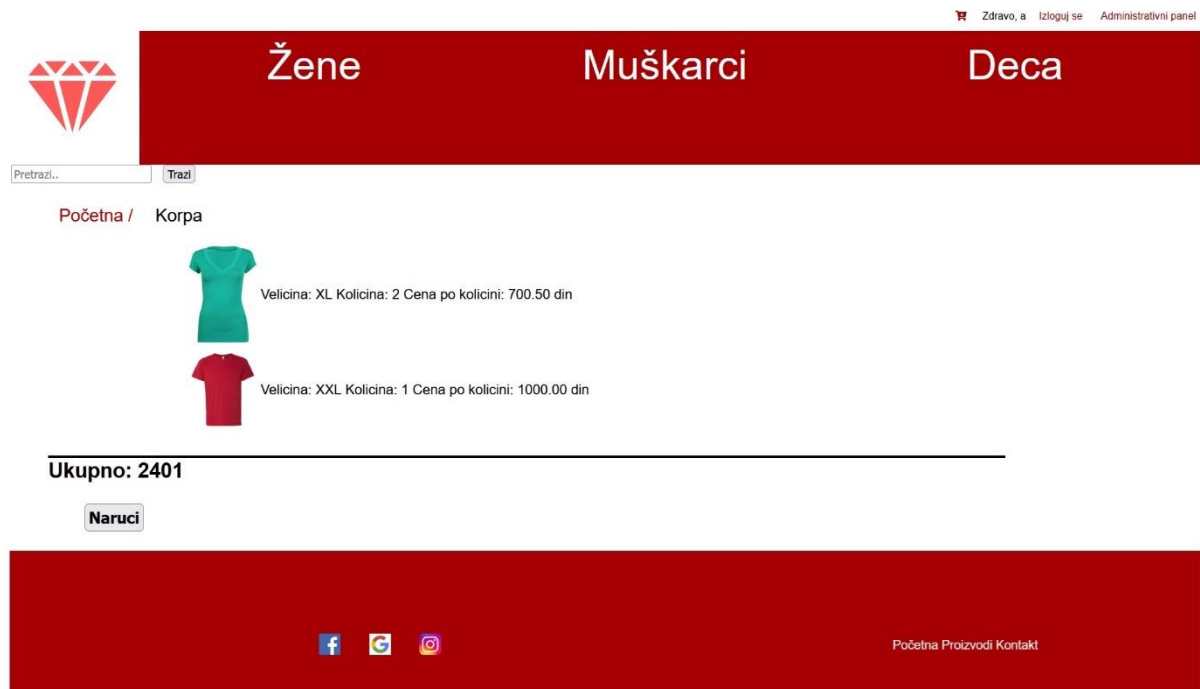 Zdravo, a Izloguj se Administrativni panel
Žene Muškarci Deca
Pretrazi.. Trazi
Početna / Korpa
Velicina: XL Kolicina: 2 Cena po kolicini: 700.50 din
Velicina: XXL Kolicina: 1 Cena po kolicini: 1000.00 din
Ukupno: 2401
Naruci
Početna Proizvodi Kontakt